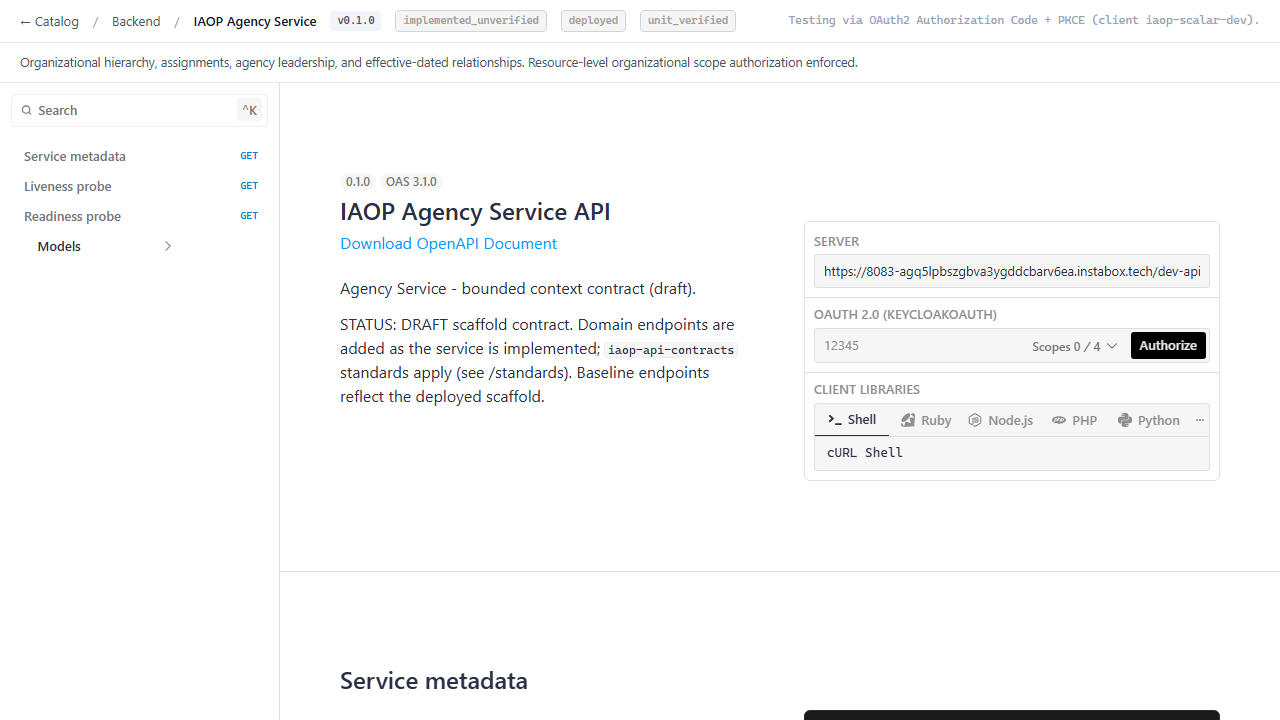 ← Catalog / Backend / IAOP Agency Service v0.1.0 implemented_unverified deployed unit_verified Testing via OAuth2 Authorization Code + PKCE (client iaop-scalar-dev).
Organizational hierarchy, assignments, agency leadership, and effective-dated relationships. Resource-level organizational scope authorization enforced.
Search ^K
Service metadata GET
Liveness probe GET
Readiness probe GET
Models
0.1.0 OAS 3.1.0
IAOP Agency Service API
Download OpenAPI Document
Agency Service - bounded context contract (draft).
STATUS: DRAFT scaffold contract. Domain endpoints are
added as the service is implemented; iaop-api-contracts
standards apply (see /standards). Baseline endpoints
reflect the deployed scaffold.
SERVER
https://8083-agq5lpbszgbva3ygddcbarv6ea.instabox.tech/dev-api
OAUTH 2.0 (KEYCLOAKOAUTH)
12345 Scopes 0 / 4 Authorize
CLIENT LIBRARIES
Shell Ruby Node.js PHP Python ···
cURL Shell
Service metadata